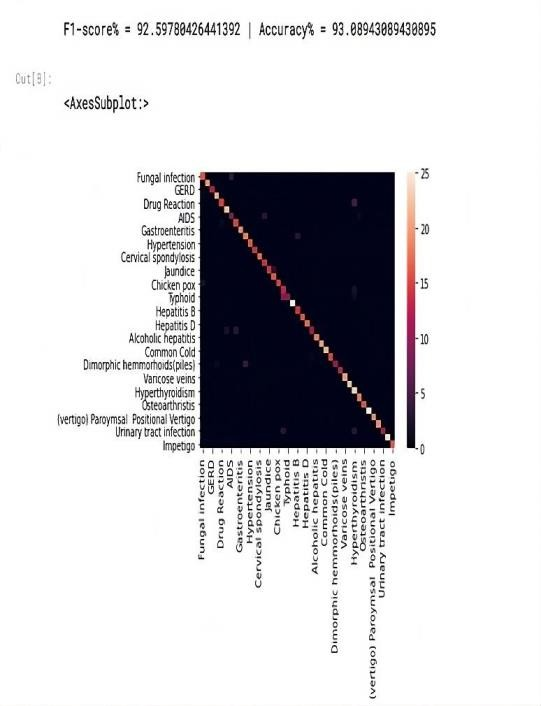 F1-score% = 92.59780426441392 | Accuracy% = 93.08943089430895
Out[8]:
<AxesSubplot:>
Fungal infection
GERD
Drug Reaction
AIDS
Gastroenteritis
Hypertension
Cervical spondylosis
Jaundice
Chicken pox
Typhoid
Hepatitis B
Hepatitis D
Alcoholic hepatitis
Common Cold
Dimorphic hemmorhoids(piles)
Varicose veins
Hyperthyroidism
Osteoarthristis
(vertigo) Paroymsal Positional Vertigo
Urinary tract infection
Impetigo
25
20
15
10
5
0
Fungal infection
GERD
Drug Reaction
AIDS
Gastroenteritis
Hypertension
Cervical spondylosis
Jaundice
Chicken pox
Typhoid
Hepatitis B
Hepatitis D
Alcoholic hepatitis
Common Cold
Dimorphic hemmorhoids(piles)
Varicose veins
Hyperthyroidism
Osteoarthristis
(vertigo) Paroymsal Positional Vertigo
Urinary tract infection
Impetigo